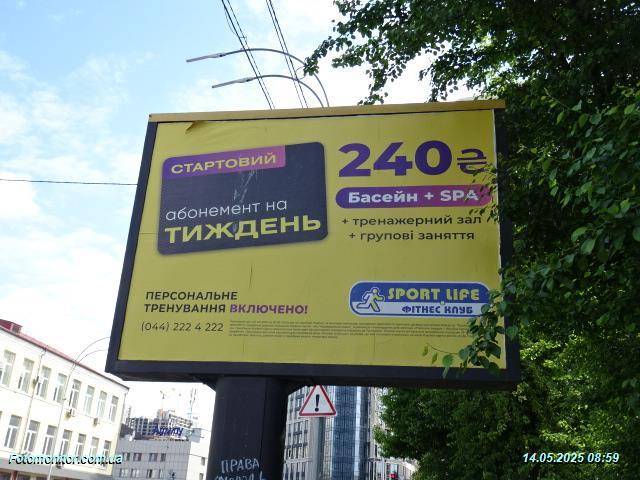 СТАРТОВИЙ
абонемент на
ТИЖДЕНЬ
240₴
Басейн + SPA
+ тренажерний зал
+ групові заняття
ПЕРСОНАЛЬНЕ
ТРЕНУВАННЯ ВКЛЮЧЕНО!
(044) 222 4 222
SPORT LIFE
ФІТНЕС КЛУБ
ПРАВА
Fotomonitor.com.ua
14.05.2025 08:59